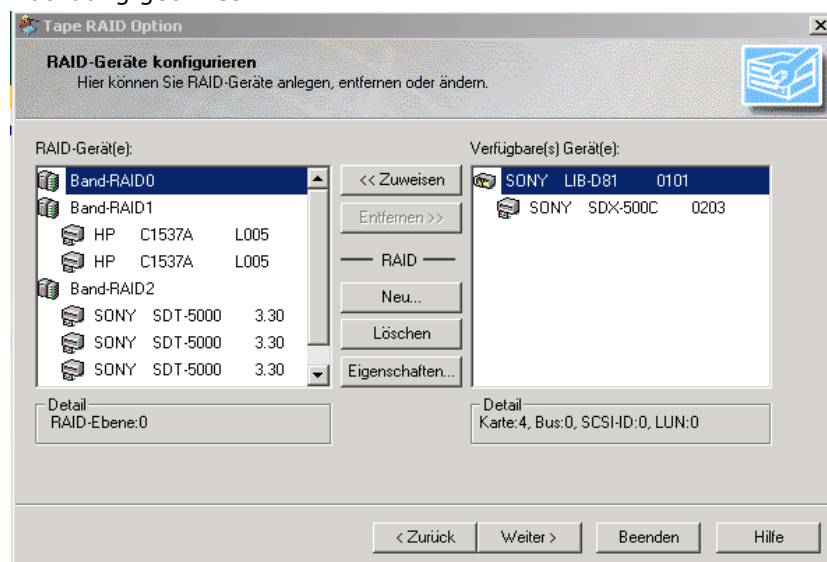 Tape RAID Option
RAID-Geräte konfigurieren
Hier können Sie RAID-Geräte anlegen, entfernen oder ändern.
RAID-Gerät(e):
Band-RAID0
Band-RAID1
HP C1537A L005
HP C1537A L005
Band-RAID2
SONY SDT-5000 3.30
SONY SDT-5000 3.30
SONY SDT-5000 3.30
Detail
RAID-Ebene:0
<< Zuweisen
Entfernen >>
RAID
Neu...
Löschen
Eigenschaften...
Verfügbare(s) Gerät(e):
SONY LIB-D81 0101
SONY SDX-500C 0203
Detail
Karte:4, Bus:0, SCSI-ID:0, LUN:0
< Zurück
Weiter >
Beenden
Hilfe